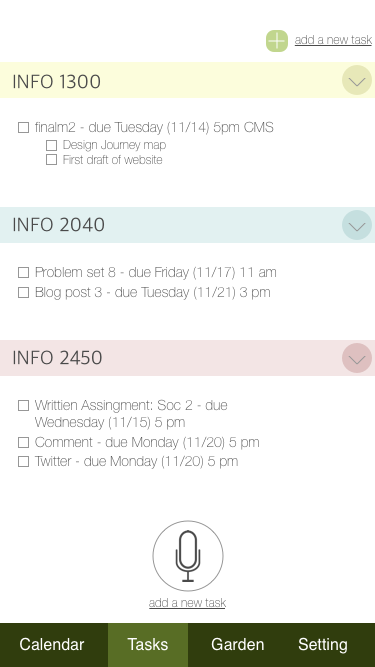 add a new task
INFO 1300
finalm2 - due Tuesday (11/14) 5pm CMS
Design Journey map
First draft of website
INFO 2040
Problem set 8 - due Friday (11/17) 11 am
Blog post 3 - due Tuesday (11/21) 3 pm
INFO 2450
Writtien Assingment: Soc 2 - due
Wednesday (11/15) 5 pm
Comment - due Monday (11/20) 5 pm
Twitter - due Monday (11/20) 5 pm
add a new task
Calendar Tasks Garden Setting